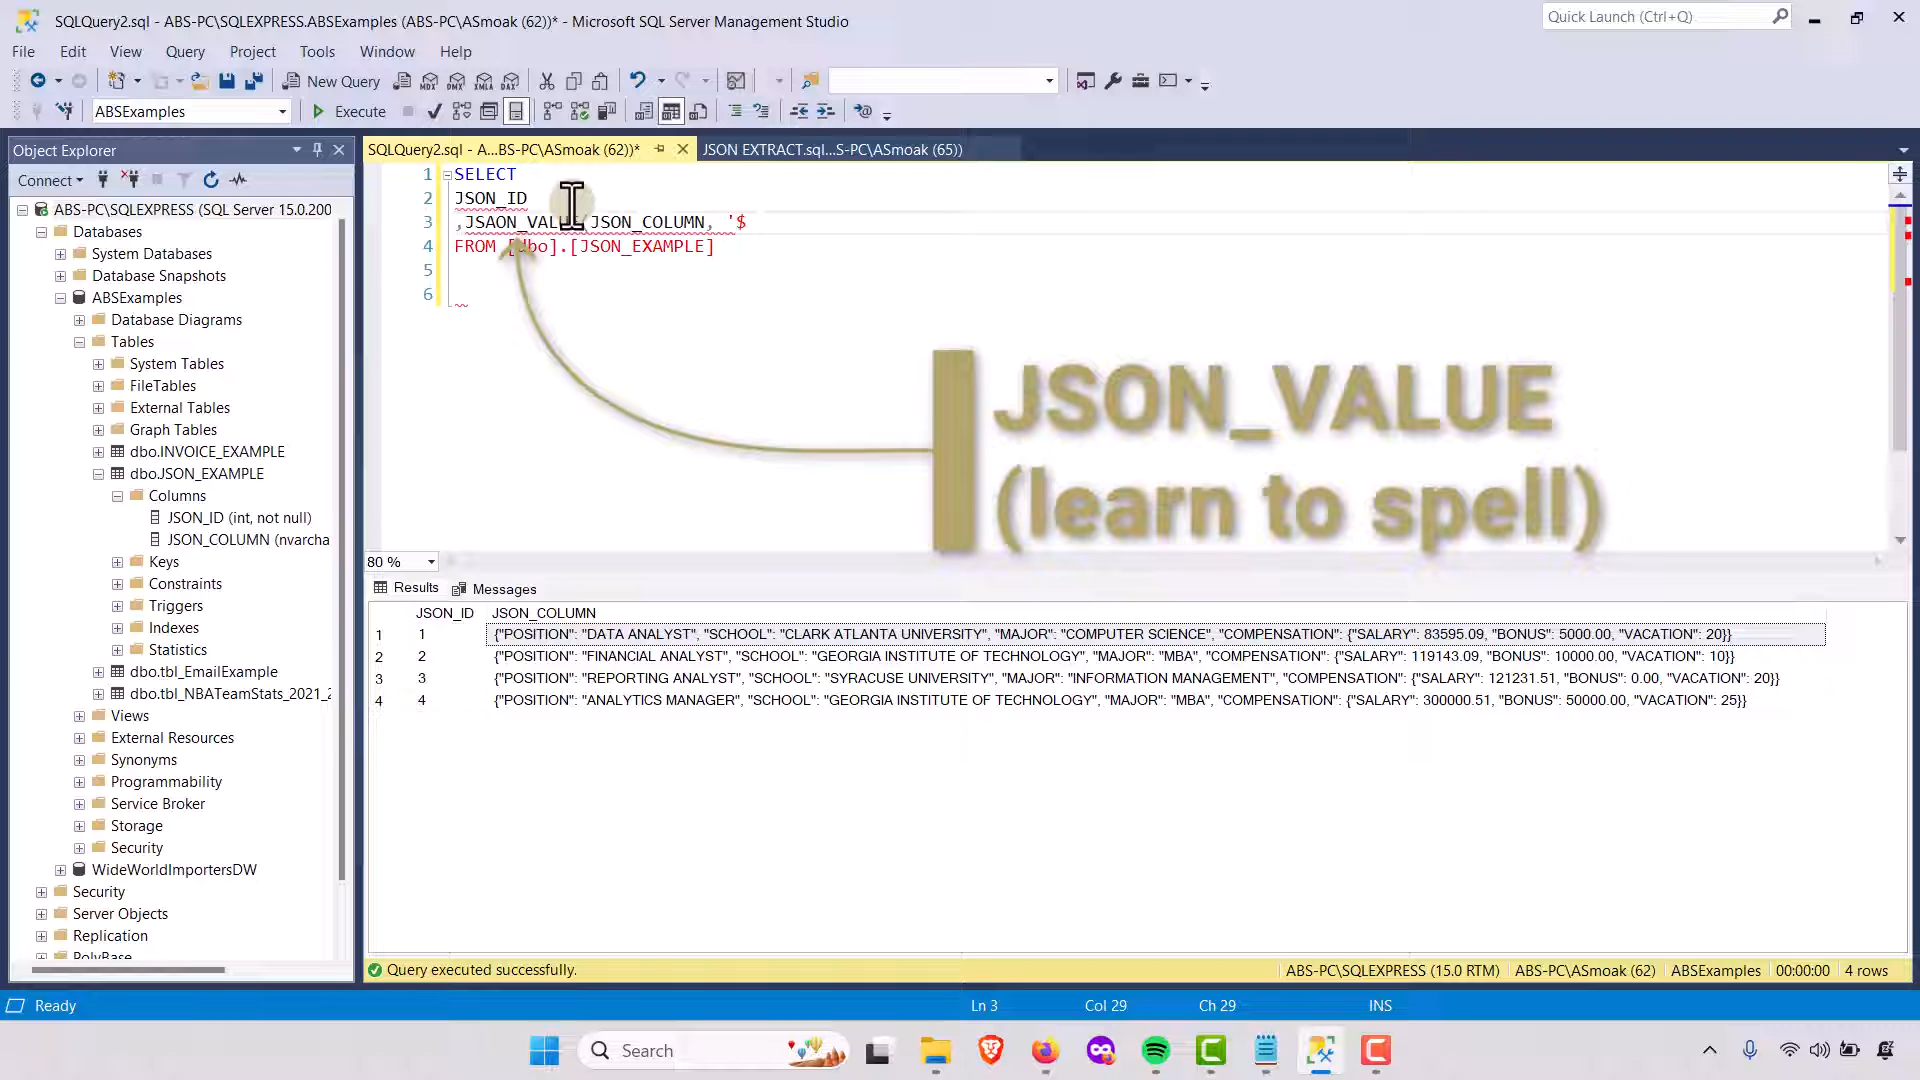 SQLQuery2.sql - ABS-PC\SQLEXPRESS.ABSExamples (ABS-PC\ASmoak (62))* - Microsoft SQL Server Management Studio
Quick Launch (Ctrl+Q)
File Edit View Query Project Tools Window Help
New Query
MDX DMX XMLA DAX
ABSExamples
Execute
Object Explorer
SQLQuery2.sql - A...BS-PC\ASmoak (62))*
JSON EXTRACT.sql...S-PC\ASmoak (65))
Connect
ABS-PC\SQLEXPRESS (SQL Server 15.0.200
Databases
System Databases
Database Snapshots
ABSExamples
Database Diagrams
Tables
System Tables
FileTables
External Tables
Graph Tables
dbo.INVOICE_EXAMPLE
dbo.JSON_EXAMPLE
Columns
JSON_ID (int, not null)
JSON_COLUMN (nvarcha
Keys
Constraints
Triggers
Indexes
Statistics
dbo.tbl_EmailExample
dbo.tbl_NBATeamStats_2021_2
Views
External Resources
Synonyms
Programmability
Service Broker
Storage
Security
WideWorldImportersDW
Security
Server Objects
Replication
PolyBase
1 SELECT
2 JSON_ID
3 ,JSAON_VALUE(JSON_COLUMN, '$
4 FROM [dbo].[JSON_EXAMPLE]
5
6
JSON_VALUE
(learn to spell)
80 %
Results Messages
JSON_ID JSON_COLUMN
1 1 {"POSITION": "DATA ANALYST", "SCHOOL": "CLARK ATLANTA UNIVERSITY", "MAJOR": "COMPUTER SCIENCE", "COMPENSATION": {"SALARY": 83595.09, "BONUS": 5000.00, "VACATION": 20}}
2 2 {"POSITION": "FINANCIAL ANALYST", "SCHOOL": "GEORGIA INSTITUTE OF TECHNOLOGY", "MAJOR": "MBA", "COMPENSATION": {"SALARY": 119143.09, "BONUS": 10000.00, "VACATION": 10}}
3 3 {"POSITION": "REPORTING ANALYST", "SCHOOL": "SYRACUSE UNIVERSITY", "MAJOR": "INFORMATION MANAGEMENT", "COMPENSATION": {"SALARY": 121231.51, "BONUS": 0.00, "VACATION": 20}}
4 4 {"POSITION": "ANALYTICS MANAGER", "SCHOOL": "GEORGIA INSTITUTE OF TECHNOLOGY", "MAJOR": "MBA", "COMPENSATION": {"SALARY": 300000.51, "BONUS": 50000.00, "VACATION": 25}}
Query executed successfully.
ABS-PC\SQLEXPRESS (15.0 RTM) ABS-PC\ASmoak (62) ABSExamples 00:00:00 4 rows
Ready
Ln 3 Col 29 Ch 29 INS
Search